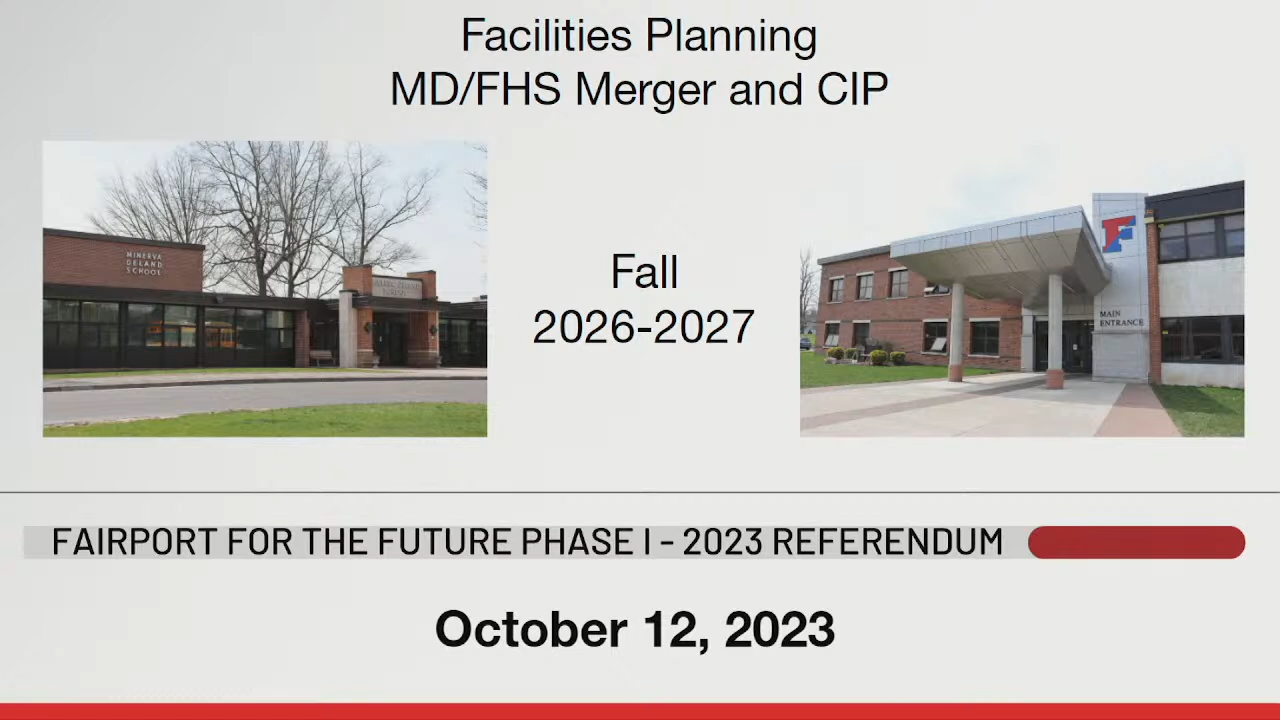 Facilities Planning
MD/FHS Merger and CIP
MINERVA
DELAND
SCHOOL
Fall
2026-2027
F
MAIN
ENTRANCE
FAIRPORT FOR THE FUTURE PHASE I - 2023 REFERENDUM
October 12, 2023